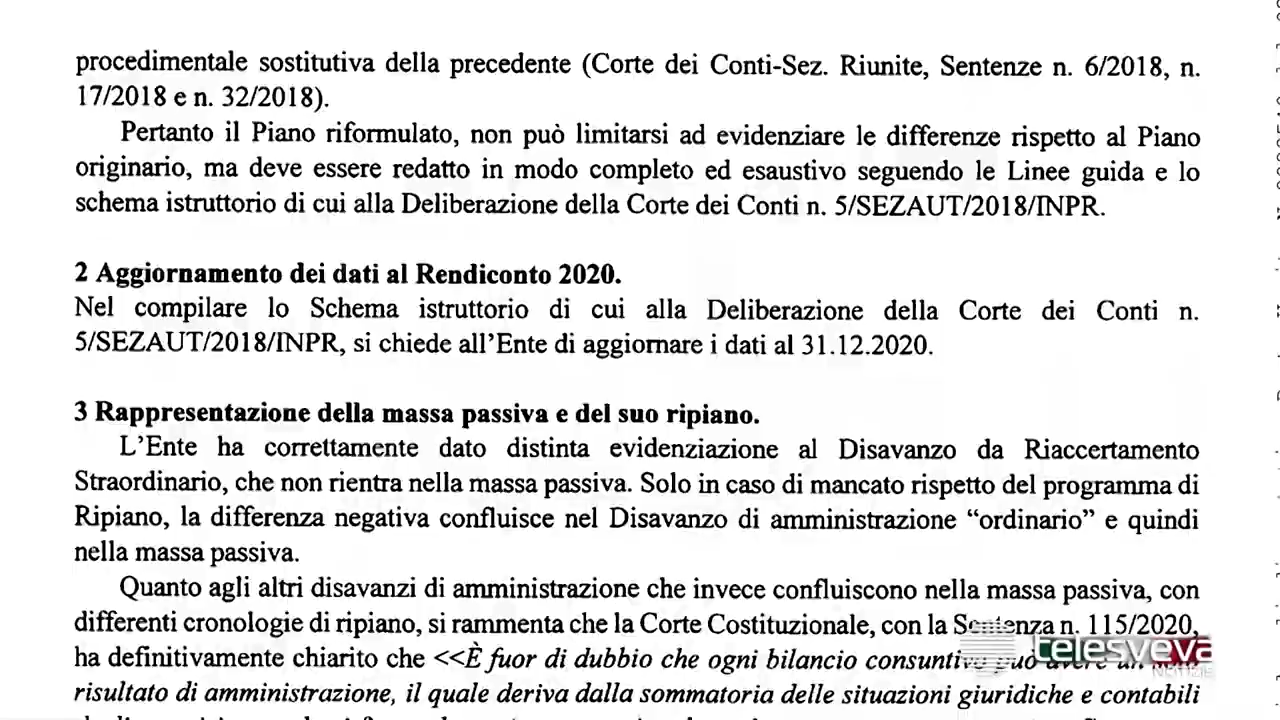 procedimentale sostitutiva della precedente (Corte dei Conti-Sez. Riunite, Sentenze n. 6/2018, n.
17/2018 e n. 32/2018).
Pertanto il Piano riformulato, non può limitarsi ad evidenziare le differenze rispetto al Piano
originario, ma deve essere redatto in modo completo ed esaustivo seguendo le Linee guida e lo
schema istruttorio di cui alla Deliberazione della Corte dei Conti n. 5/SEZAUT/2018/INPR.
2 Aggiornamento dei dati al Rendiconto 2020.
Nel compilare lo Schema istruttorio di cui alla Deliberazione della Corte dei Conti n.
5/SEZAUT/2018/INPR, si chiede all'Ente di aggiornare i dati al 31.12.2020.
3 Rappresentazione della massa passiva e del suo ripiano.
L'Ente ha correttamente dato distinta evidenziazione al Disavanzo da Riaccertamento
Straordinario, che non rientra nella massa passiva. Solo in caso di mancato rispetto del programma di
Ripiano, la differenza negativa confluisce nel Disavanzo di amministrazione “ordinario” e quindi
nella massa passiva.
Quanto agli altri disavanzi di amministrazione che invece confluiscono nella massa passiva, con
differenti cronologie di ripiano, si rammenta che la Corte Costituzionale, con la Sentenza n. 115/2020,
ha definitivamente chiarito che <<È fuor di dubbio che ogni bilancio consuntivo può avere un
risultato di amministrazione, il quale deriva dalla sommatoria delle situazioni giuridiche e contabili
telesveva
NOTIZIE